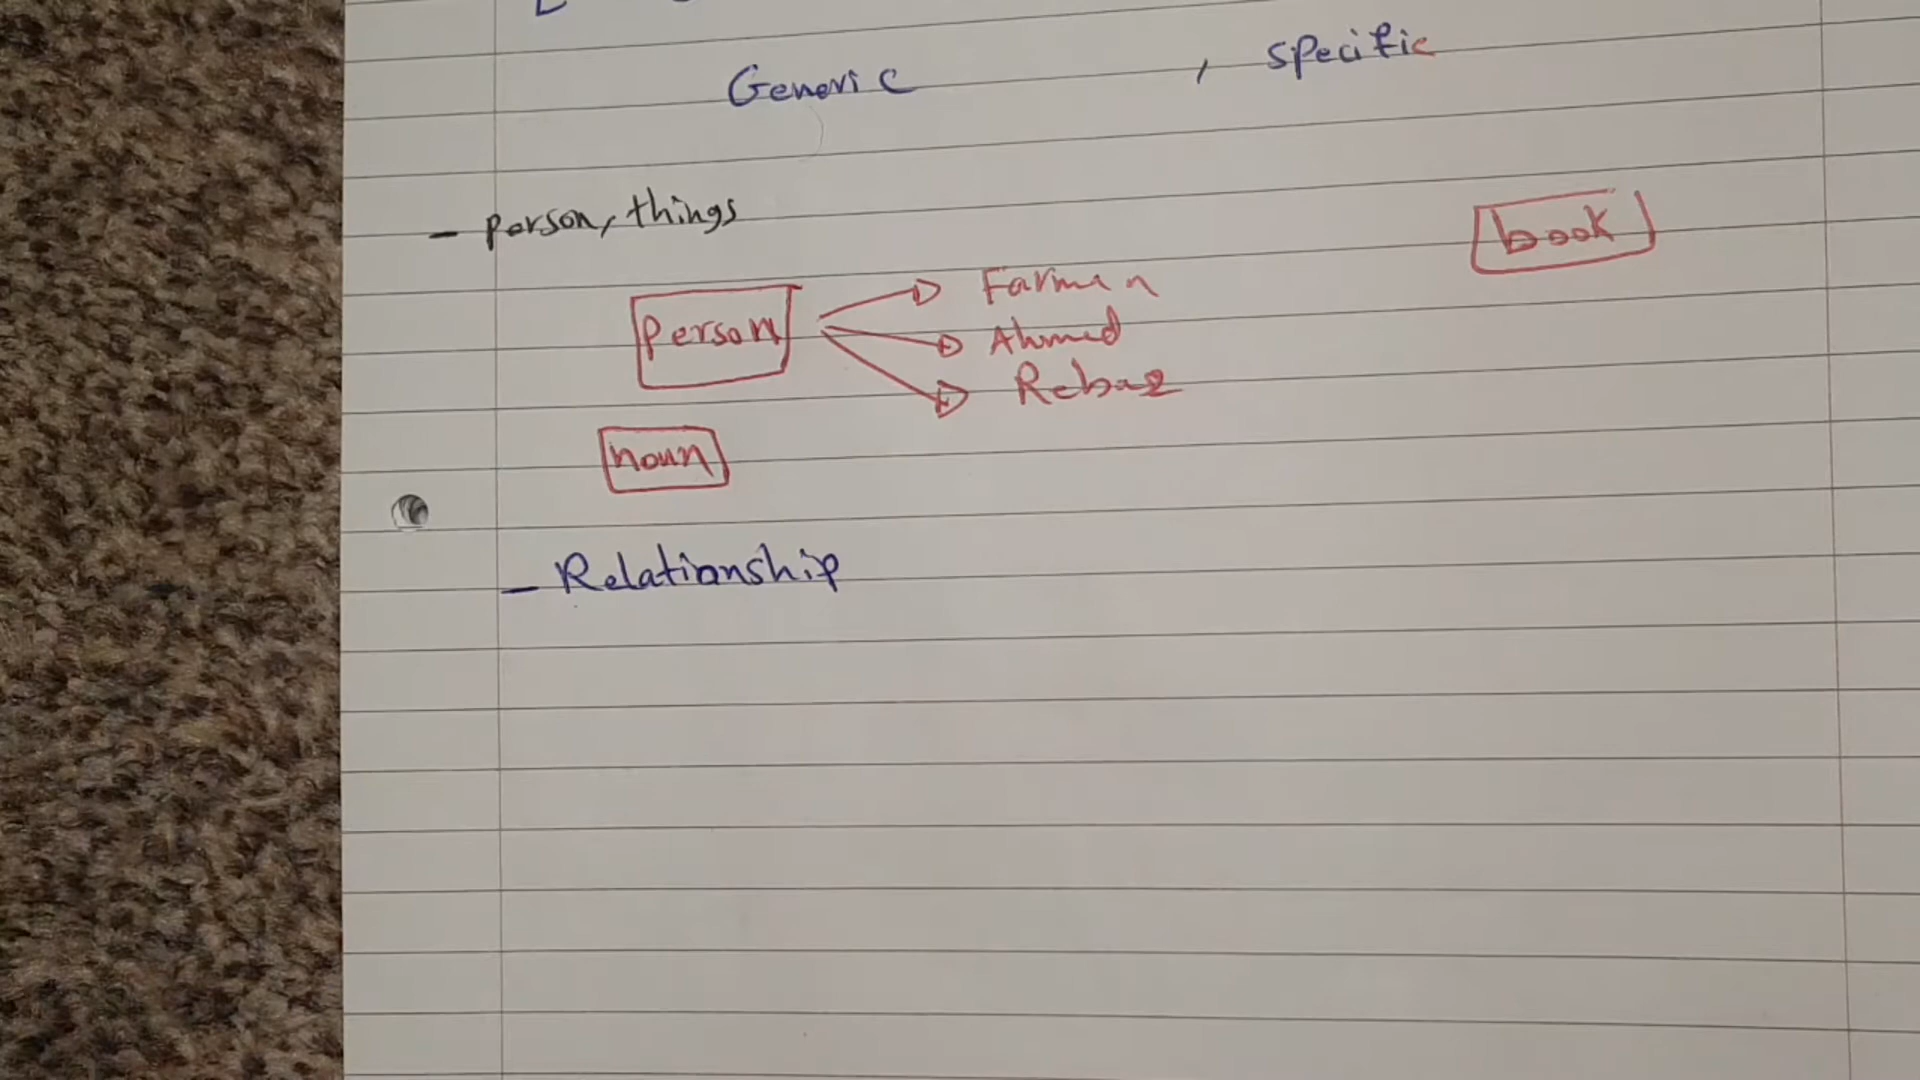 Generic , specific
- person, things
book
person
Farman
Ahmed
Rebaz
noun
- Relationship